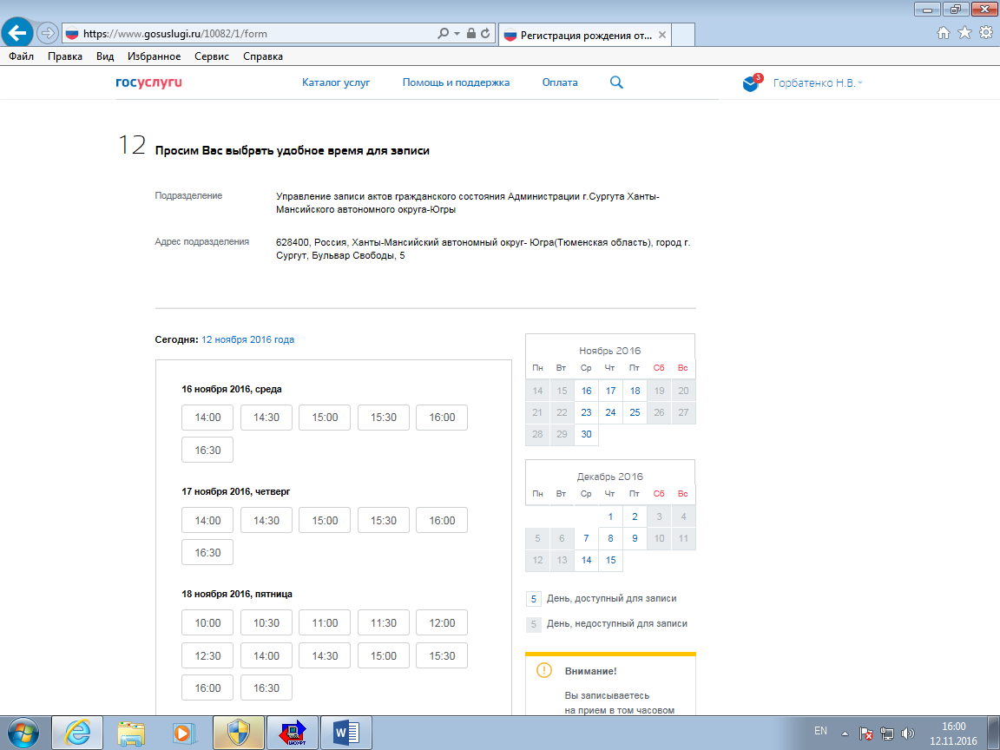 https://www.gosuslugi.ru/10082/1/form
Регистрация рождения от...
Файл Правка Вид Избранное Сервис Справка
госуслуги Каталог услуг Помощь и поддержка Оплата 3 Горбатенко Н.В.
12 Просим Вас выбрать удобное время для записи
Подразделение
Управление записи актов гражданского состояния Администрации г.Сургута Ханты-
Мансийского автономного округа-Югры
Адрес подразделения
628400, Россия, Ханты-Мансийский автономный округ- Югра(Тюменская область), город г.
Сургут, Бульвар Свободы, 5
Сегодня: 12 ноября 2016 года
16 ноября 2016, среда
14:00 14:30 15:00 15:30 16:00
16:30
17 ноября 2016, четверг
14:00 14:30 15:00 15:30 16:00
16:30
18 ноября 2016, пятница
10:00 10:30 11:00 11:30 12:00
12:30 14:00 14:30 15:00 15:30
16:00 16:30
Ноябрь 2016
Пн Вт Ср Чт Пт Сб Вс
14 15 16 17 18 19 20
21 22 23 24 25 26 27
28 29 30
Декабрь 2016
Пн Вт Ср Чт Пт Сб Вс
1 2 3 4
5 6 7 8 9 10 11
12 13 14 15
5 День, доступный для записи
5 День, недоступный для записи
Внимание!
Вы записываетесь
на прием в том часовом
EN
16:00
12.11.2016